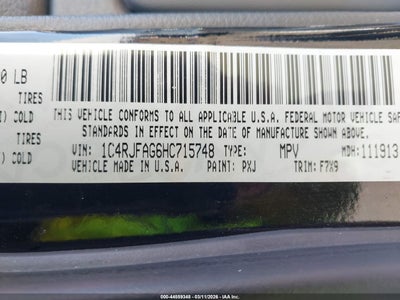 0 LB
TIRES
COLD
TIRES
COLD
THIS VEHICLE CONFORMS TO ALL APPLICABLE U.S.A. FEDERAL MOTOR VEHICLE SAF
STANDARDS IN EFFECT ON THE DATE OF MANUFACTURE SHOWN ABOVE.
VIN: 1C4RJFAG6HC715748 TYPE: MPV MDH:111913
VEHICLE MADE IN U.S.A. PAINT: PXJ TRIM: F7X9
000-44959348 - 03/11/2026 - IAA Inc.